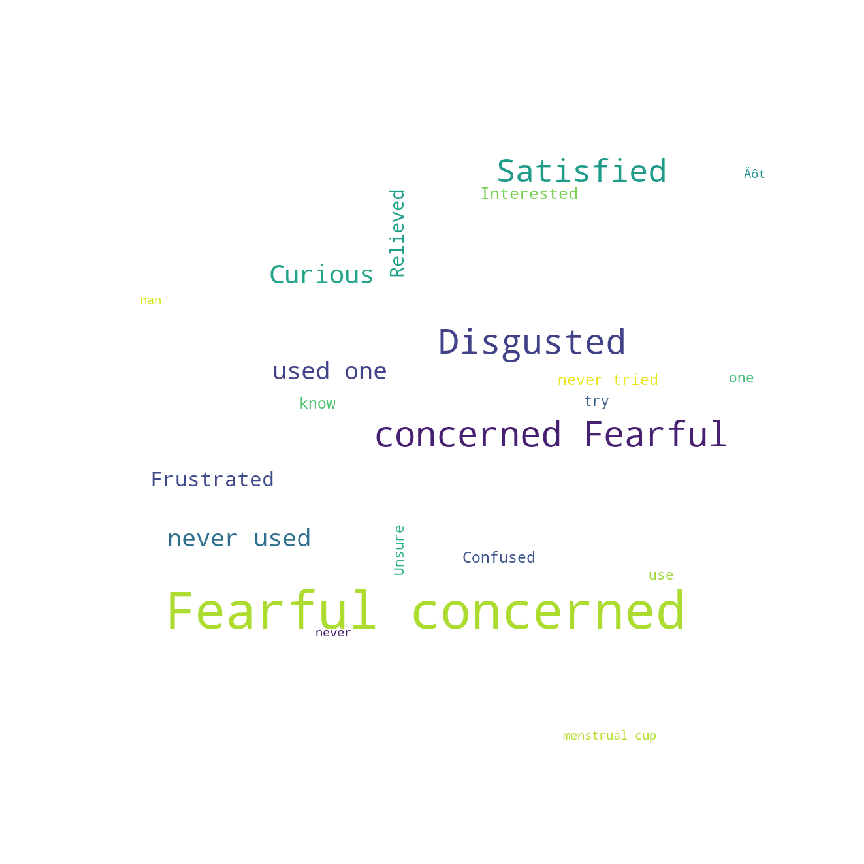 Satisfied
Äôt
Interested
Relieved
Curious
nan
Disgusted
used one
never tried
one
know
try
concerned Fearful
Frustrated
never used
Unsure
Confused
use
Fearful concerned
never
menstrual cup